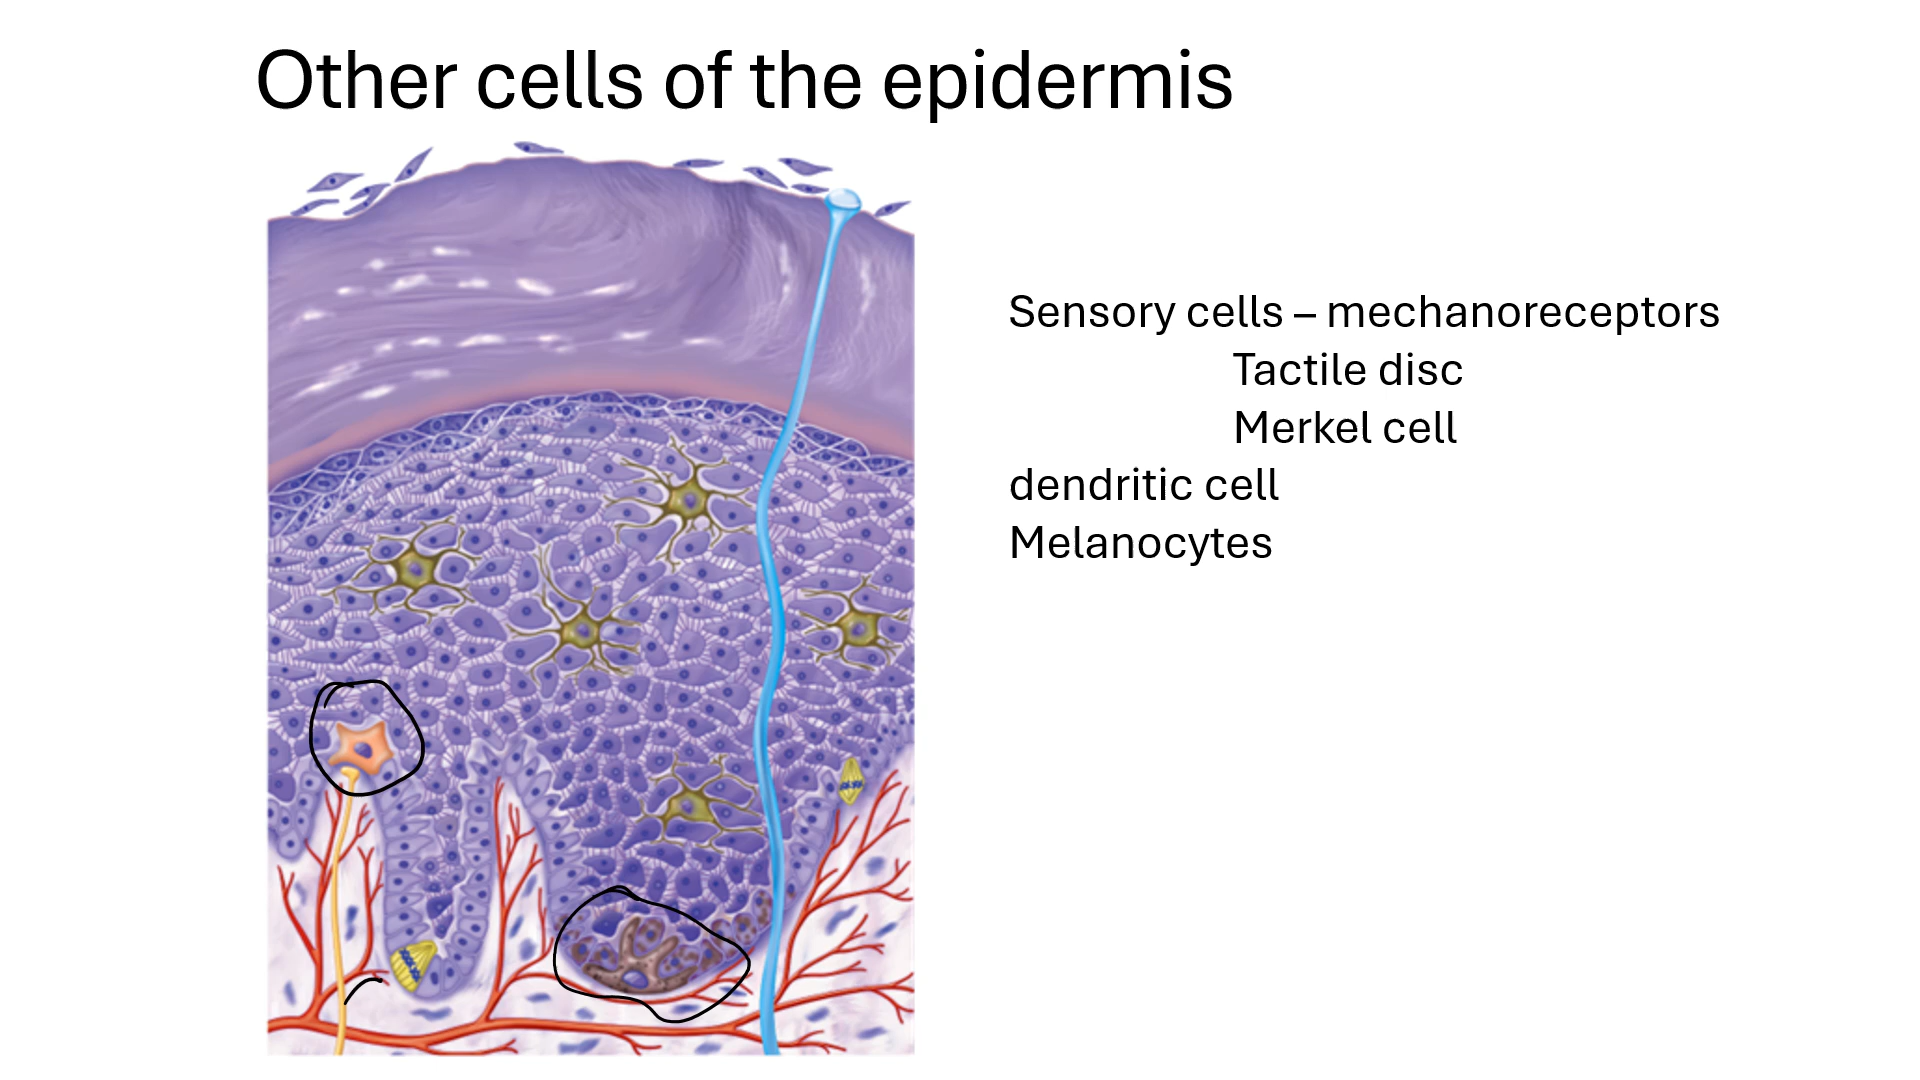 Other cells of the epidermis
Sensory cells – mechanoreceptors
Tactile disc
Merkel cell
dendritic cell
Melanocytes